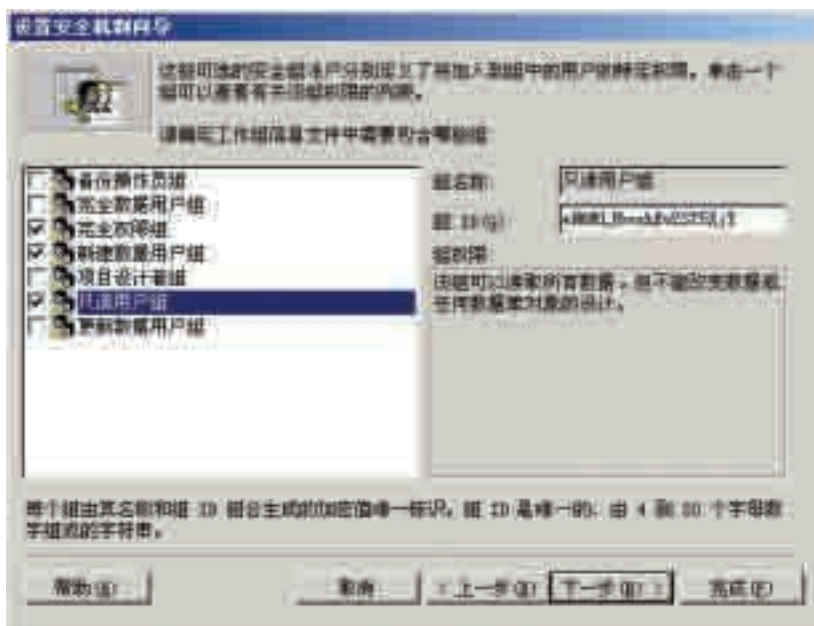 设置安全机制向导
这些可选的安全组帐户分别定义了将加入到组中的用户的特定权限。单击一个
组可以查看有关该组权限的内容。
请确定工作组信息文件中需要包含哪些组:
备份操作员组
完全数据用户组
完全权限组
新建数据用户组
项目设计者组
只读用户组
更新数据用户组
组名称:
只读用户组
组 ID(G):
组权限:
该组可以读取所有数据,但不能改变数据或
任何数据库对象的设计。
每个组由其名称和组 ID 组合生成的加密值唯一标识。组 ID 是唯一的、由 4 到 20 个字母数
字组成的字符串。
帮助(H)
取消
< 上一步(B)
下一步(N) >
完成(F)